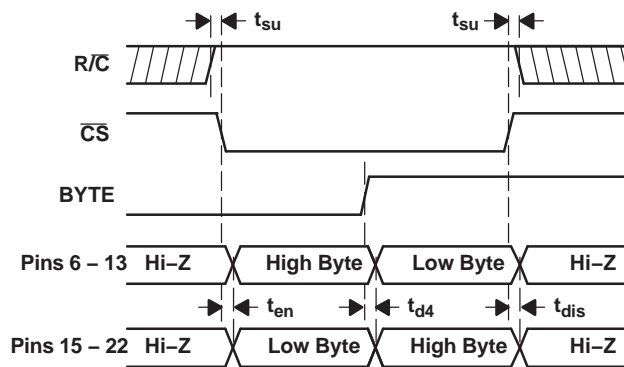 t_su t_su
R/C̅
C̅S̅
BYTE
Pins 6 – 13 Hi–Z High Byte Low Byte Hi–Z
t_en t_d4 t_dis
Pins 15 – 22 Hi–Z Low Byte High Byte Hi–Z